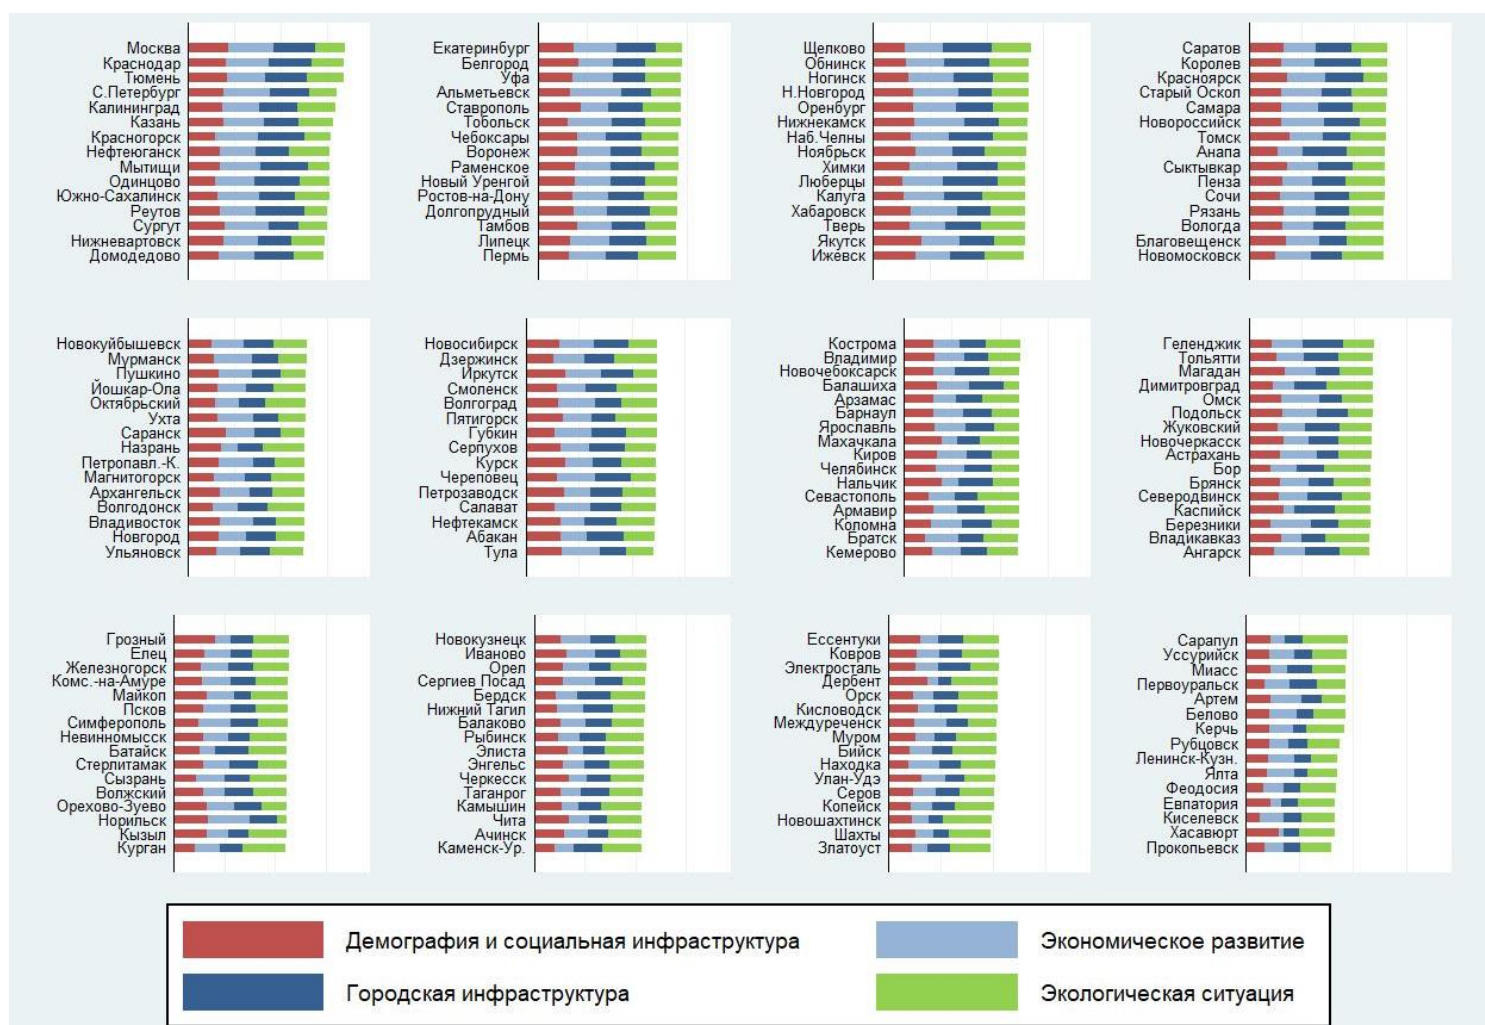 Москва
Краснодар
Тюмень
С.Петербург
Калининград
Казань
Красногорск
Нефтеюганск
Мытищи
Одинцово
Южно-Сахалинск
Реутов
Сургут
Нижневартовск
Домодедово
Екатеринбург
Белгород
Уфа
Альметьевск
Ставрополь
Тобольск
Чебоксары
Воронеж
Раменское
Новый Уренгой
Ростов-на-Дону
Долгопрудный
Тамбов
Липецк
Пермь
Щелково
Обнинск
Ногинск
Н.Новгород
Оренбург
Нижнекамск
Наб.Челны
Ноябрьск
Химки
Люберцы
Калуга
Хабаровск
Тверь
Якутск
Ижевск
Саратов
Королев
Красноярск
Старый Оскол
Самара
Новороссийск
Томск
Анапа
Сыктывкар
Пенза
Сочи
Рязань
Вологда
Благовещенск
Новомосковск
Новокуйбышевск
Мурманск
Пушкино
Йошкар-Ола
Октябрьский
Ухта
Саранск
Назрань
Петропавл.-К.
Магнитогорск
Архангельск
Волгодонск
Владивосток
Новгород
Ульяновск
Новосибирск
Дзержинск
Иркутск
Смоленск
Волгоград
Пятигорск
Губкин
Серпухов
Курск
Череповец
Петрозаводск
Салават
Нефтекамск
Абакан
Тула
Кострома
Владимир
Новочебоксарск
Балашиха
Арзамас
Барнаул
Ярославль
Махачкала
Киров
Челябинск
Нальчик
Севастополь
Армавир
Коломна
Братск
Кемерово
Геленджик
Тольятти
Магадан
Димитровград
Омск
Подольск
Жуковский
Новочеркасск
Астрахань
Бор
Брянск
Северодвинск
Каспийск
Березники
Владикавказ
Ангарск
Грозный
Елец
Железногорск
Комс.-на-Амуре
Майкоп
Псков
Симферополь
Невинномысск
Батайск
Стерлитамак
Сызрань
Волжский
Орехово-Зуево
Норильск
Кызыл
Курган
Новокузнецк
Иваново
Орел
Сергиев Посад
Бердск
Нижний Тагил
Балаково
Рыбинск
Элиста
Энгельс
Черкесск
Таганрог
Камышин
Чита
Ачинск
Каменск-Ур.
Ессентуки
Ковров
Электросталь
Дербент
Орск
Кисловодск
Междуреченск
Муром
Бийск
Находка
Улан-Удэ
Серов
Копейск
Новошахтинск
Шахты
Златоуст
Сарапул
Уссурийск
Миасс
Первоуральск
Артем
Белово
Керчь
Рубцовск
Ленинск-Кузн.
Ялта
Феодосия
Евпатория
Киселевск
Хасавюрт
Прокопьевск
Демография и социальная инфраструктура
Экономическое развитие
Городская инфраструктура
Экологическая ситуация